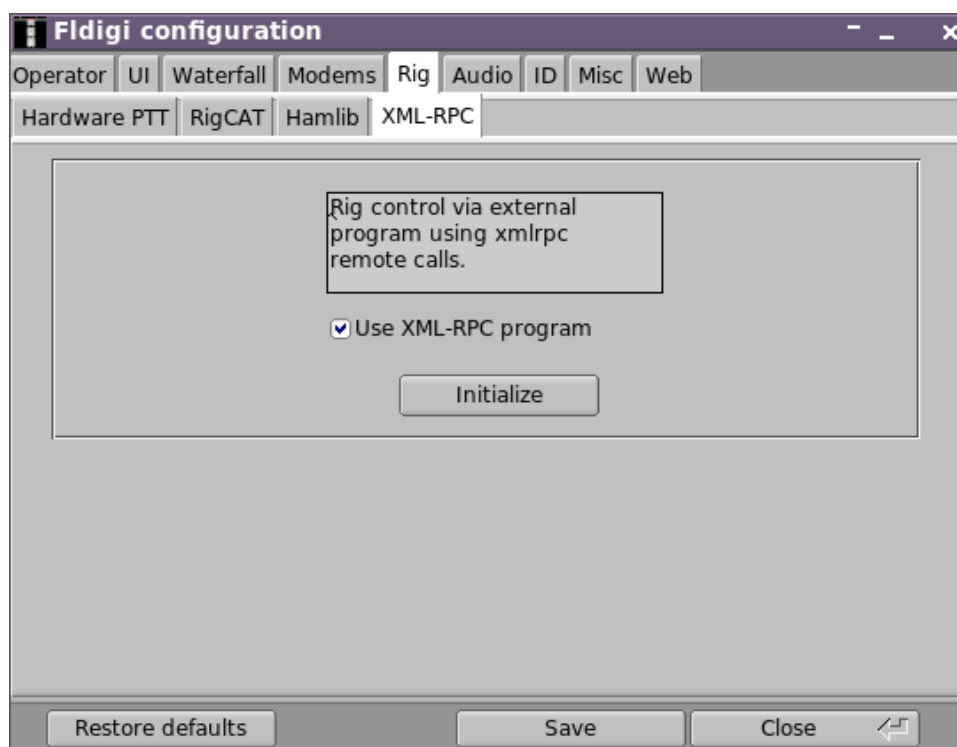 Fldigi configuration
Operator UI Waterfall Modems Rig Audio ID Misc Web
Hardware PTT RigCAT Hamlib XML-RPC
Rig control via external
program using xmlrpc
remote calls.
Use XML-RPC program
Initialize
Restore defaults Save Close